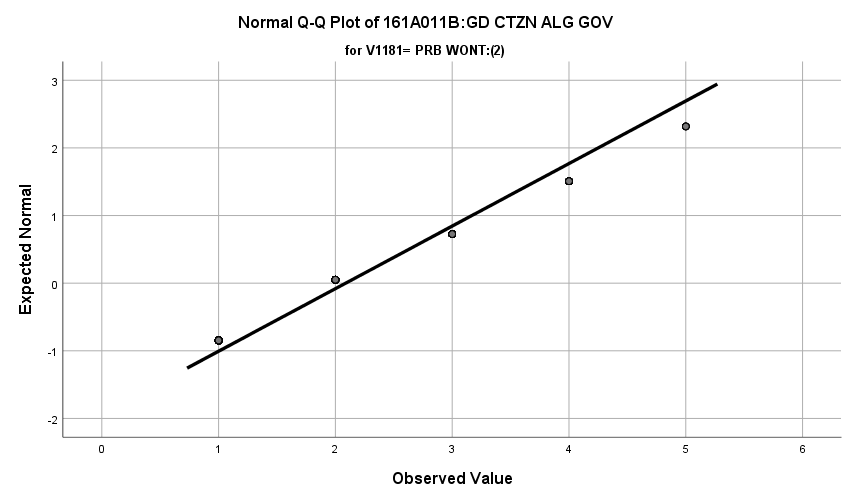 Normal Q-Q Plot of 161A011B:GD CTZN ALG GOV
for V1181= PRB WONT:(2)
3
2
1
0
-1
-2
Expected Normal
0 1 2 3 4 5 6
Observed Value